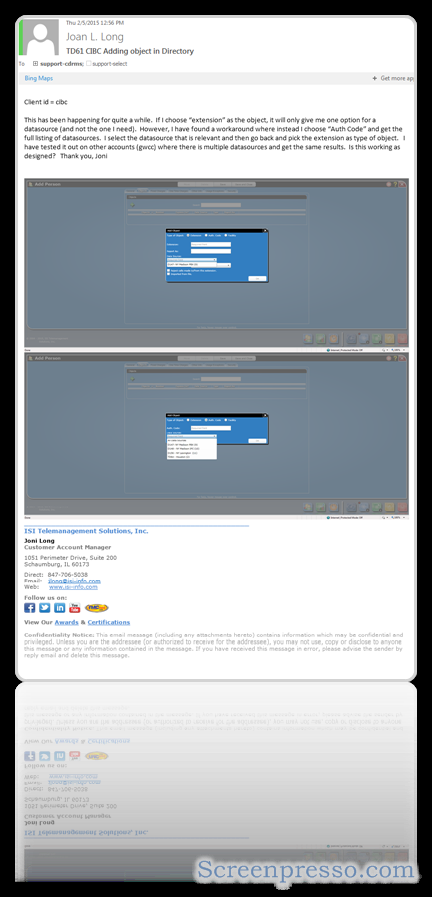 Thu 2/5/2015 12:56 PM
Joan L. Long
TD61 CIBC Adding object in Directory
To support-cdrms; support-select
Bing Maps
+ Get more ap
Client id = cibc
This has been happening for quite a while. If I choose “extension” as the object, it will only give me one option for a
datasource (and not the one I need). However, I have found a workaround where instead I choose “Auth Code” and get the
full listing of datasources. I select the datasource that is relevant and then go back and pick the extension as type of object. I
have tested it out on other accounts (gwcc) where there is multiple datasources and get the same results. Is this working as
designed? Thank you, Joni
Add Person
Add Person
ISI Telemanagement Solutions, Inc.
Joni Long
Customer Account Manager
1051 Perimeter Drive, Suite 200
Schaumburg, IL 60173
Direct: 847-706-5038
Email: jlong@isi-info.com
Web: www.isi-info.com
Follow us on:
View Our Awards & Certifications
Confidentiality Notice: This email message (including any attachments hereto) contains information which may be confidential and
privileged. Unless you are the addressee (or authorized to receive for the addressee), you may not use, copy or disclose to anyone
this message or any information contained in the message. If you have received this message in error, please advise the sender by
reply email and delete this message.
Screenpresso.com